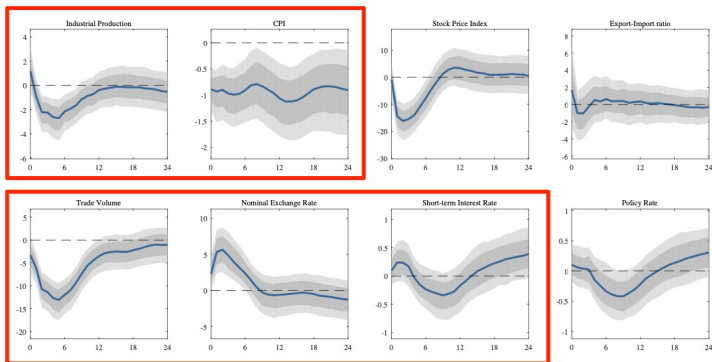 Industrial Production
CPI
Stock Price Index
Export-Import ratio
4
2
0
-2
-4
-6
0 6 12 18 24
0
-0.5
-1
-1.5
-2
0 6 12 18 24
10
0
-10
-20
-30
0 6 12 18 24
8
6
4
2
0
-2
-4
-6
0 6 12 18 24
Trade Volume
Nominal Exchange Rate
Short-term Interest Rate
Policy Rate
5
0
-5
-10
-15
-20
0 6 12 18 24
10
5
0
-5
0 6 12 18 24
1
0.5
0
-0.5
-1
0 6 12 18 24
1
0.5
0
-0.5
-1
0 6 12 18 24